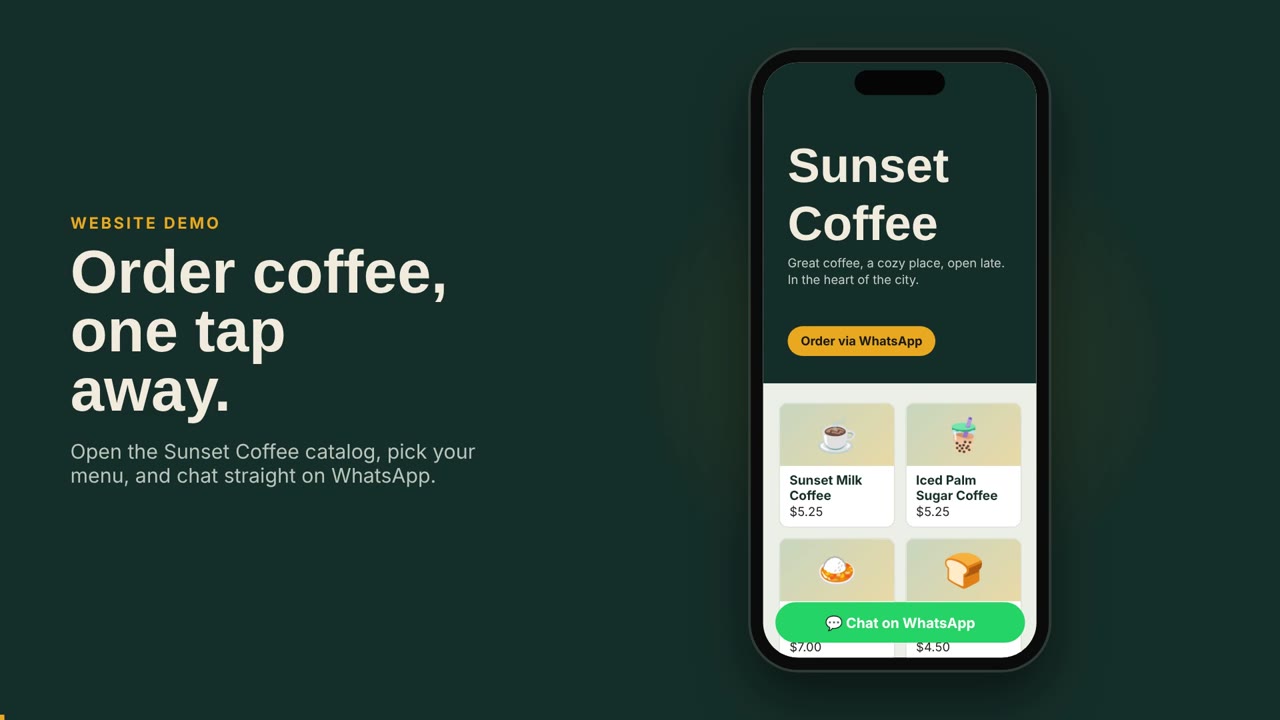 WEBSITE DEMO
Order coffee,
one tap
away.
Open the Sunset Coffee catalog, pick your
menu, and chat straight on WhatsApp.
Sunset
Coffee
Great coffee, a cozy place, open late.
In the heart of the city.
Order via WhatsApp
Sunset Milk
Coffee
$5.25
Iced Palm
Sugar Coffee
$5.25
Chat on WhatsApp
$7.00
$4.50